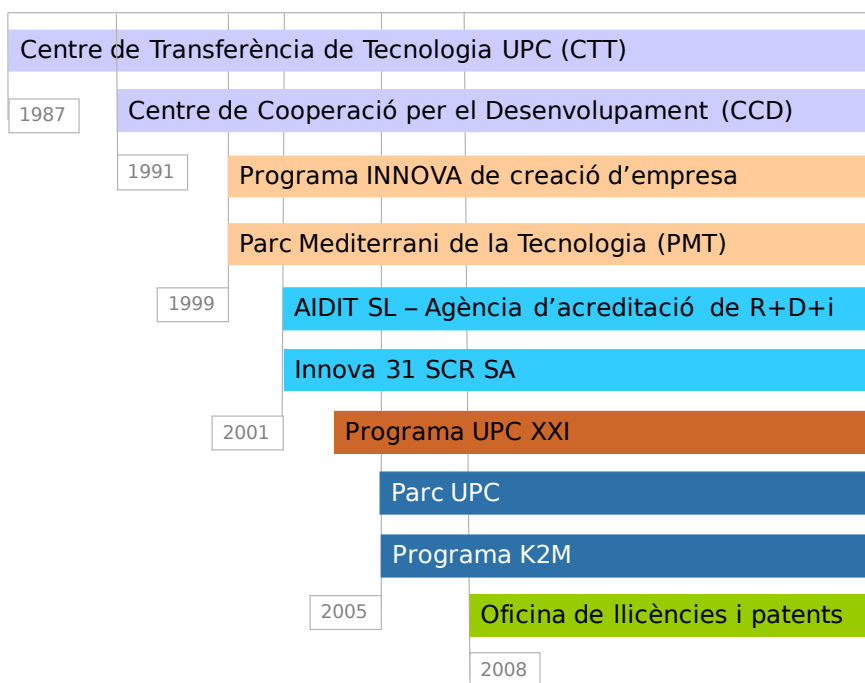 Centre de Transferència de Tecnologia UPC (CTT)
1987
Centre de Cooperació per el Desenvolupament (CCD)
1991
Programa INNOVA de creació d’empresa
Parc Mediterrani de la Tecnologia (PMT)
1999
AIDIT SL – Agència d’acreditació de R+D+i
Innova 31 SCR SA
2001
Programa UPC XXI
Parc UPC
Programa K2M
2005
Oficina de llicències i patents
2008